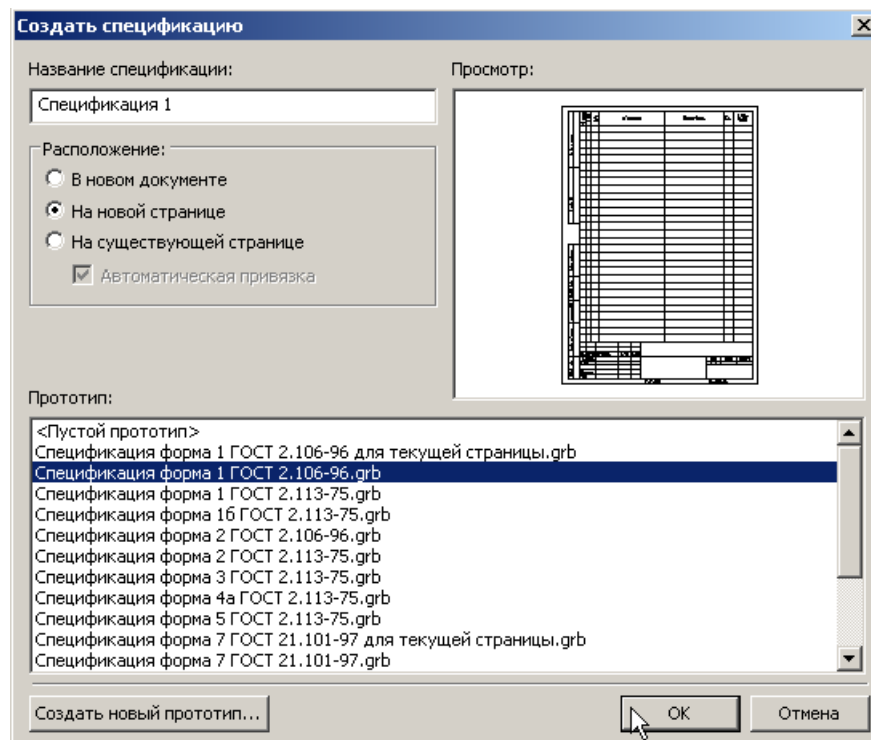 Создать спецификацию
Название спецификации:
Спецификация 1
Расположение:
В новом документе
На новой странице
На существующей странице
Автоматическая привязка
Просмотр:
Прототип:
<Пустой прототип>
Спецификация форма 1 ГОСТ 2.106-96 для текущей страницы.grb
Спецификация форма 1 ГОСТ 2.106-96.grb
Спецификация форма 1 ГОСТ 2.113-75.grb
Спецификация форма 1б ГОСТ 2.113-75.grb
Спецификация форма 2 ГОСТ 2.106-96.grb
Спецификация форма 2 ГОСТ 2.113-75.grb
Спецификация форма 3 ГОСТ 2.113-75.grb
Спецификация форма 4а ГОСТ 2.113-75.grb
Спецификация форма 5 ГОСТ 2.113-75.grb
Спецификация форма 7 ГОСТ 21.101-97 для текущей страницы.grb
Спецификация форма 7 ГОСТ 21.101-97.grb
Создать новый прототип...
OK
Отмена